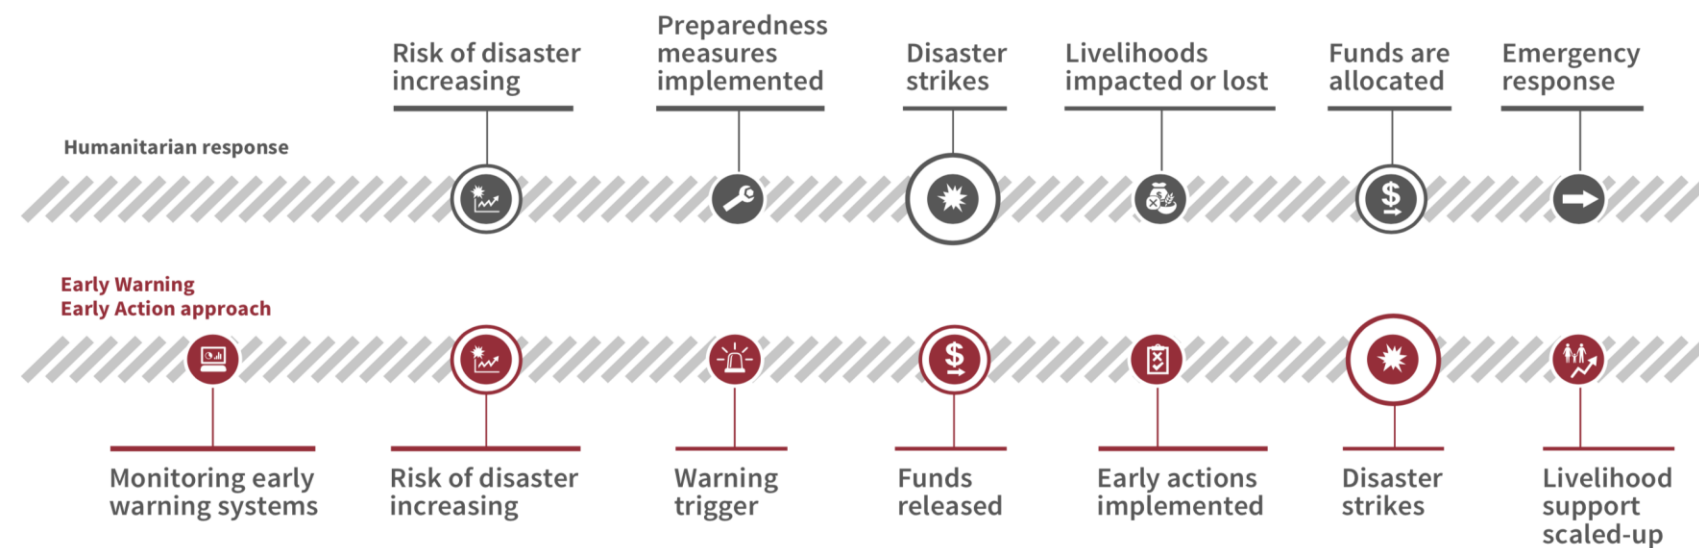 Risk of disaster
increasing
Preparedness
measures
implemented
Disaster
strikes
Livelihoods
impacted or lost
Funds are
allocated
Emergency
response
Humanitarian response
$
Early Warning
Early Action approach
$
Monitoring early
warning systems
Risk of disaster
increasing
Warning
trigger
Funds
released
Early actions
implemented
Disaster
strikes
Livelihood
support
scaled-up